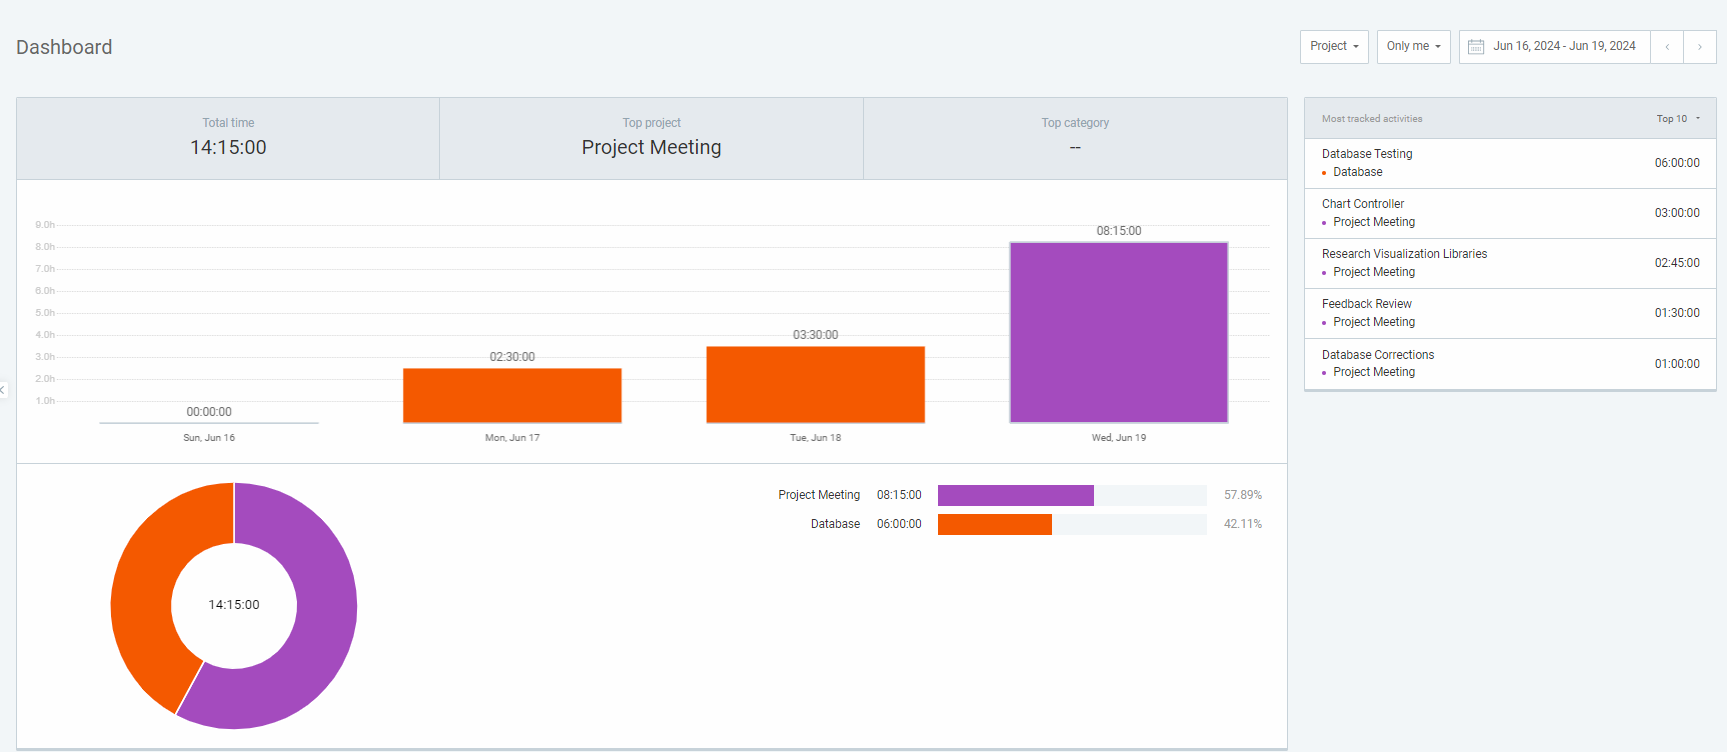 Dashboard
Project
Only me
Jun 16, 2024 - Jun 19, 2024
Total time
14:15:00
Top project
Project Meeting
Top category
--
9.0h
8.0h
7.0h
6.0h
5.0h
4.0h
3.0h
2.0h
1.0h
00:00:00
02:30:00
03:30:00
08:15:00
Sun, Jun 16
Mon, Jun 17
Tue, Jun 18
Wed, Jun 19
14:15:00
Project Meeting 08:15:00 57.89%
Database 06:00:00 42.11%
Most tracked activities Top 10
Database Testing
Database
06:00:00
Chart Controller
Project Meeting
03:00:00
Research Visualization Libraries
Project Meeting
02:45:00
Feedback Review
Project Meeting
01:30:00
Database Corrections
Project Meeting
01:00:00